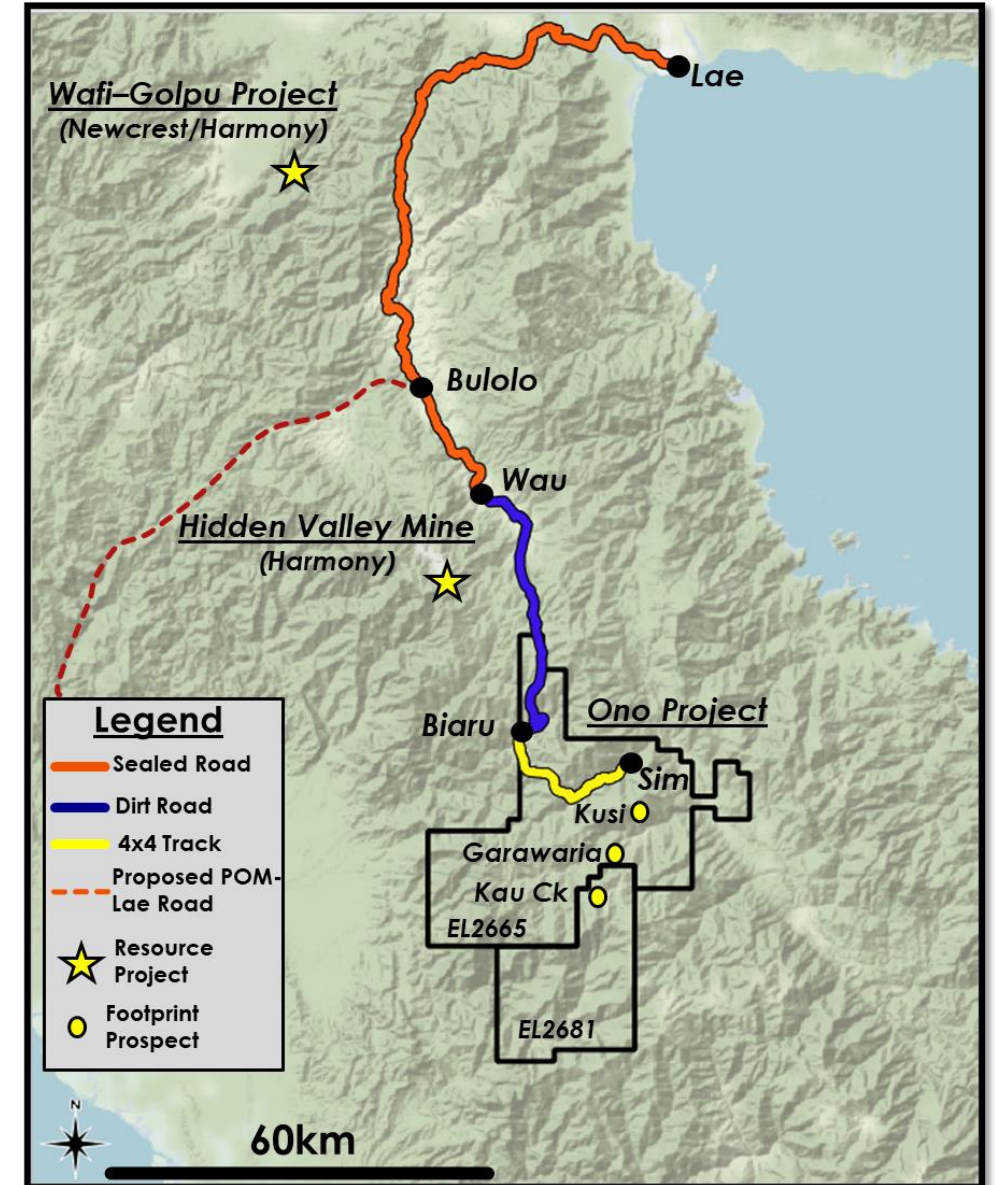 Lae
Wafi–Golpu Project
(Newcrest/Harmony)
Bulolo
Wau
Hidden Valley Mine
(Harmony)
Biaru
Ono Project
Sim
Kusi
Garawaria
Kau Ck
EL2665
EL2681
Legend
Sealed Road
Dirt Road
4x4 Track
Proposed POM-
Lae Road
Resource
Project
Footprint
Prospect
N
60km